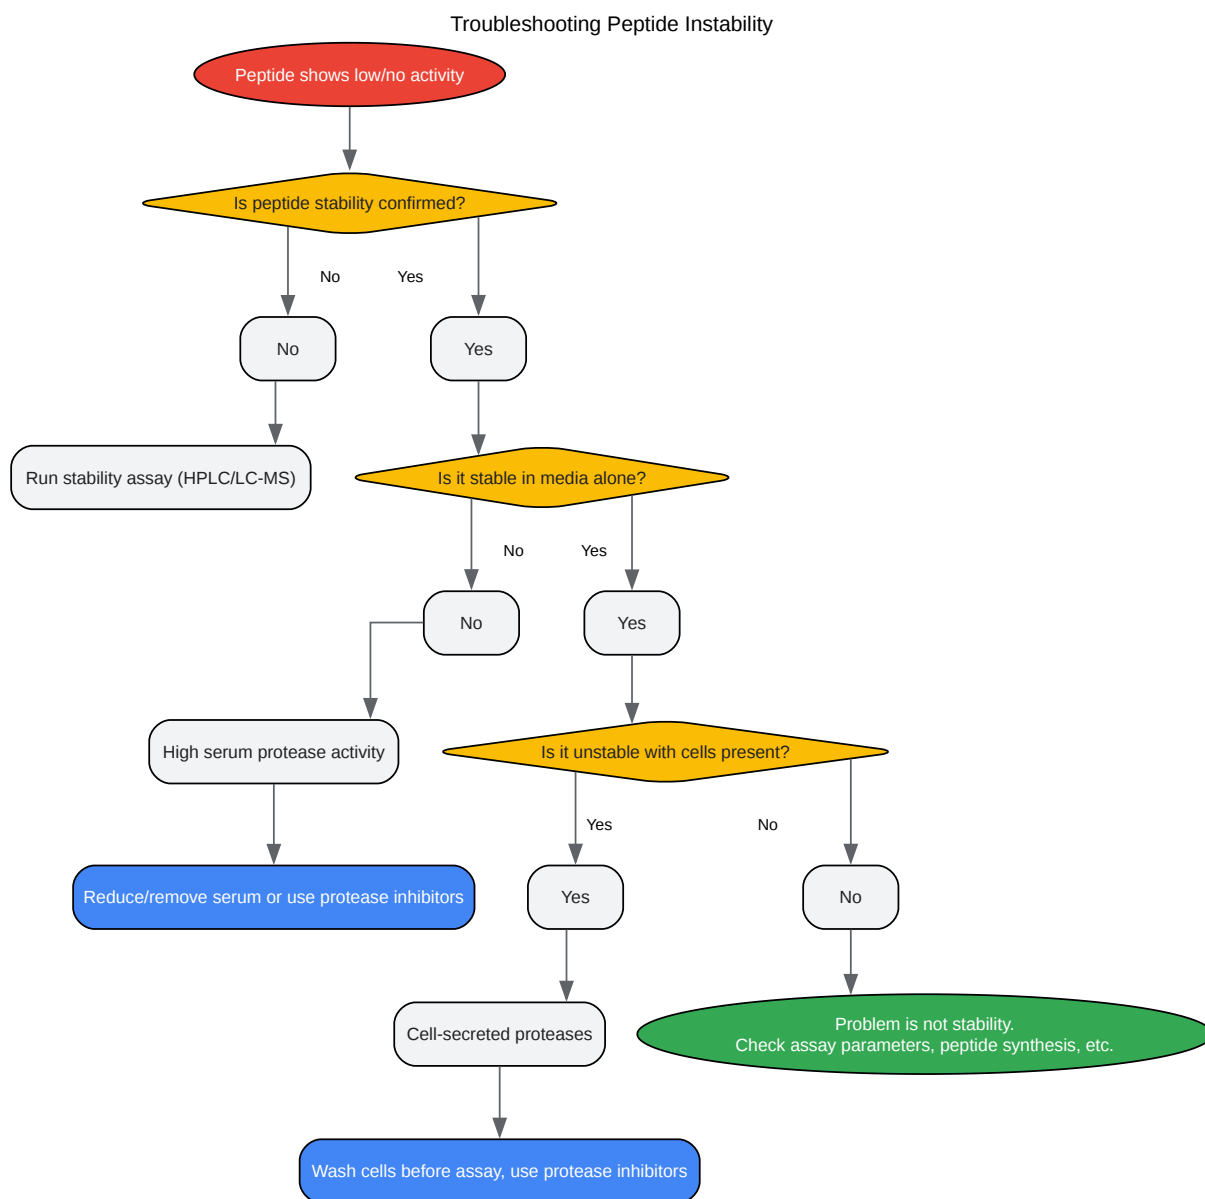 Troubleshooting Peptide Instability
Peptide shows low/no activity
Is peptide stability confirmed?
No
Yes
No
Yes
Run stability assay (HPLC/LC-MS)
Is it stable in media alone?
No
Yes
No
Yes
High serum protease activity
Is it unstable with cells present?
Yes
No
Reduce/remove serum or use protease inhibitors
Yes
No
Cell-secreted proteases
Problem is not stability.
Check assay parameters, peptide synthesis, etc.
Wash cells before assay, use protease inhibitors